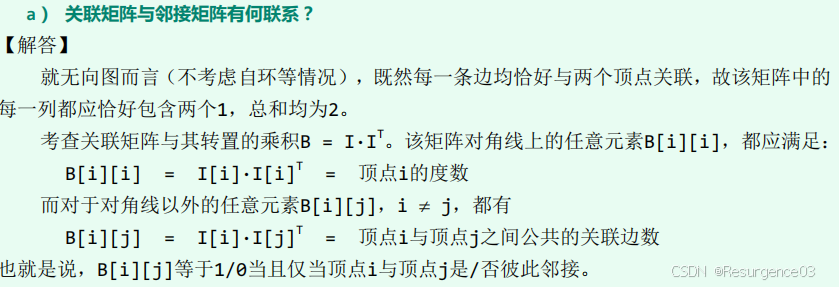 a) 关联矩阵与邻接矩阵有何联系？
【解答】
就无向图而言（不考虑自环等情况），既然每一条边均恰好与两个顶点关联，故该矩阵中的
每一列都应恰好包含两个1，总和均为2。
考查关联矩阵与其转置的乘积B = I·Iᵀ。该矩阵对角线上的任意元素B[i][i]，都应满足：
B[i][i] = I[i]·I[i]ᵀ = 顶点i的度数
而对于对角线以外的任意元素B[i][j]，i ≠ j，都有
B[i][j] = I[i]·I[j]ᵀ = 顶点i与顶点j之间公共的关联边数
也就是说，B[i][j]等于1/0当且仅当顶点i与顶点j是/否彼此邻接。
CSDN @Resurgence03